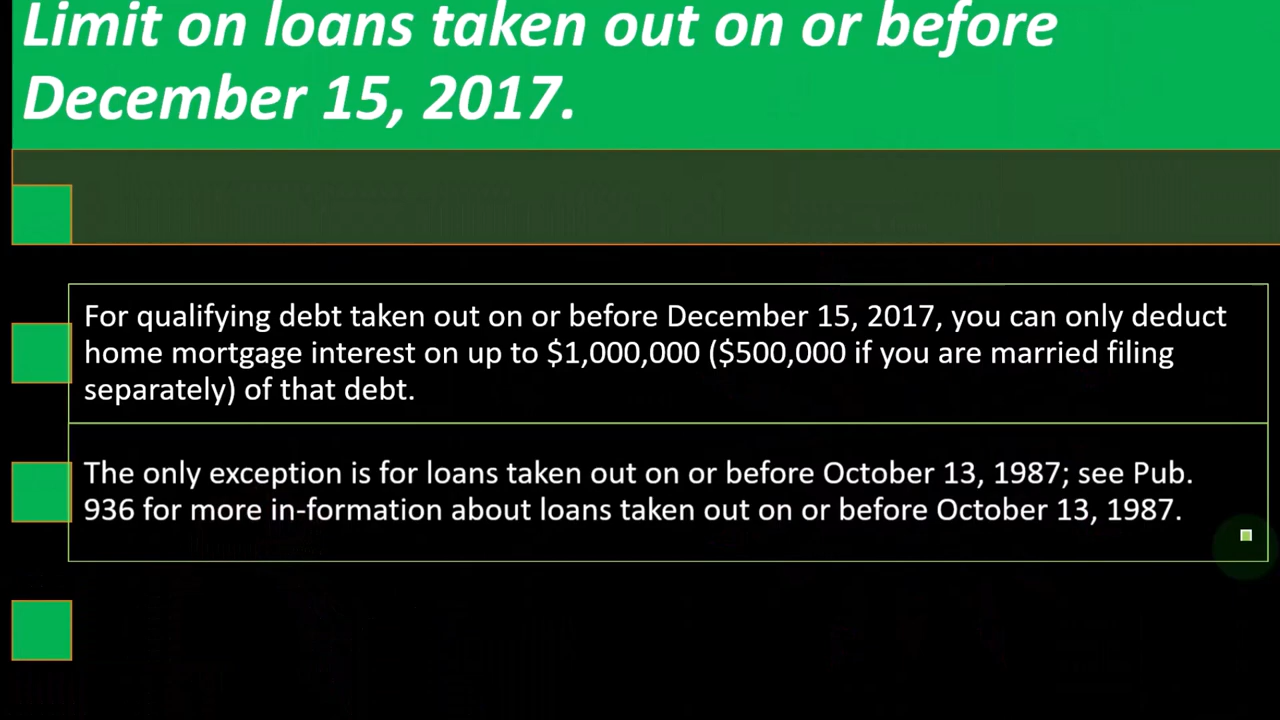 Limit on loans taken out on or before
December 15, 2017.
For qualifying debt taken out on or before December 15, 2017, you can only deduct
home mortgage interest on up to $1,000,000 ($500,000 if you are married filing
separately) of that debt.
The only exception is for loans taken out on or before October 13, 1987; see Pub.
936 for more in-formation about loans taken out on or before October 13, 1987.